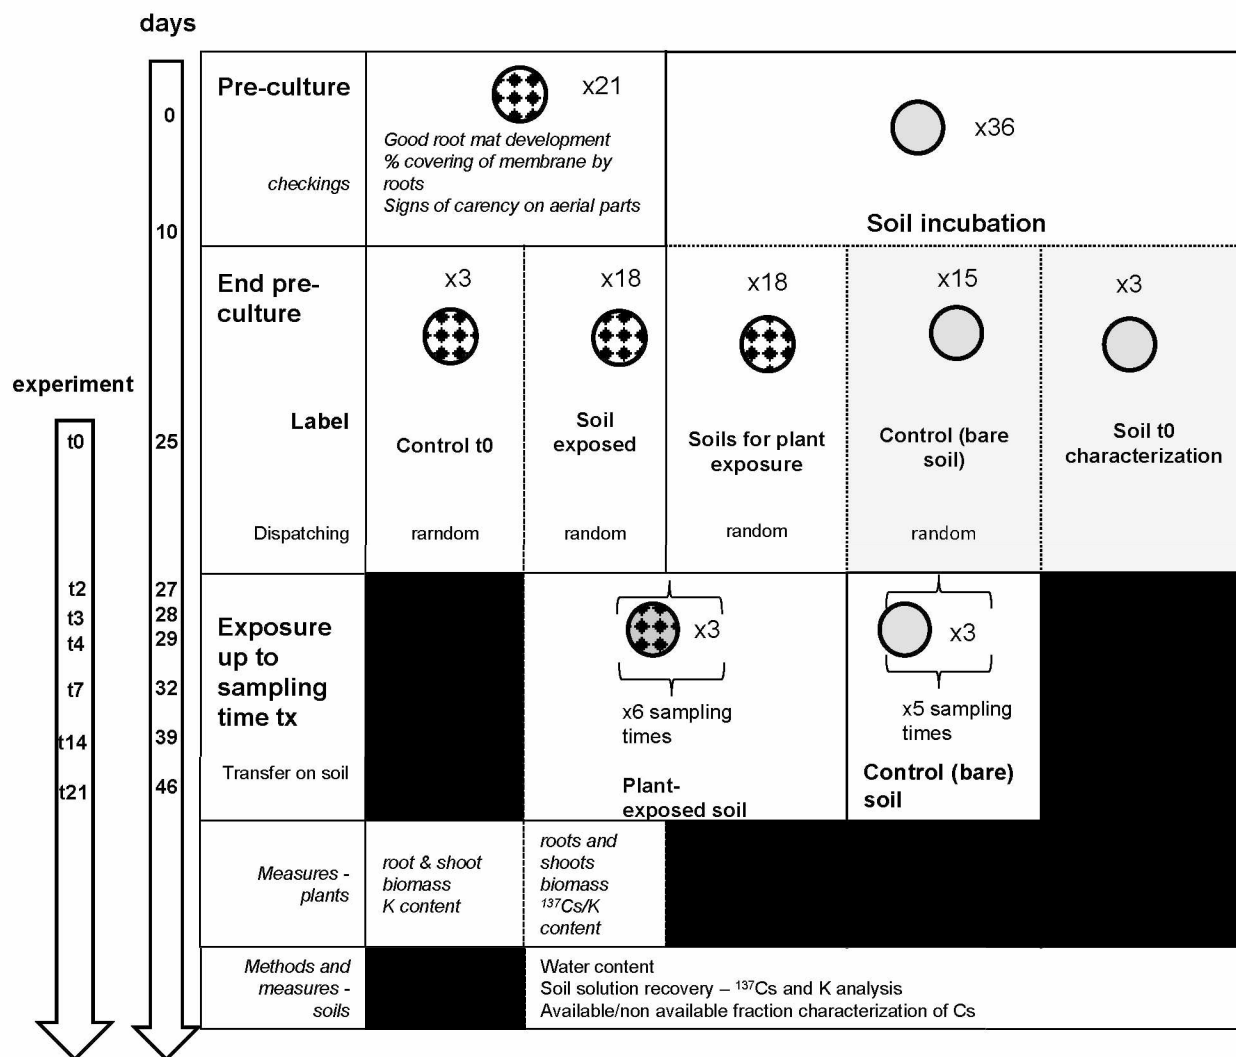 days
Pre-culture
x21
0
x36
Good root mat development
% covering of membrane by
roots
checkings
Signs of carency on aerial parts
10
Soil incubation
End pre-
culture
x3
x18
x18
x15
x3
experiment
t0
25
Label
Control t0
Soil
exposed
Soils for plant
exposure
Control (bare
soil)
Soil t0
characterization
Dispatching
rarndom
random
random
random
t2
27
t3
28
t4
29
t7
32
t14
39
t21
46
Exposure
up to
sampling
time tx
Transfer on soil
x3
x6 sampling
times
Plant-
exposed soil
x3
x5 sampling
times
Control (bare)
soil
Measures -
plants
root & shoot
biomass
K content
roots and
shoots
biomass
¹³⁷Cs/K
content
Methods and
measures -
soils
Water content
Soil solution recovery – ¹³⁷Cs and K analysis
Available/non available fraction characterization of Cs